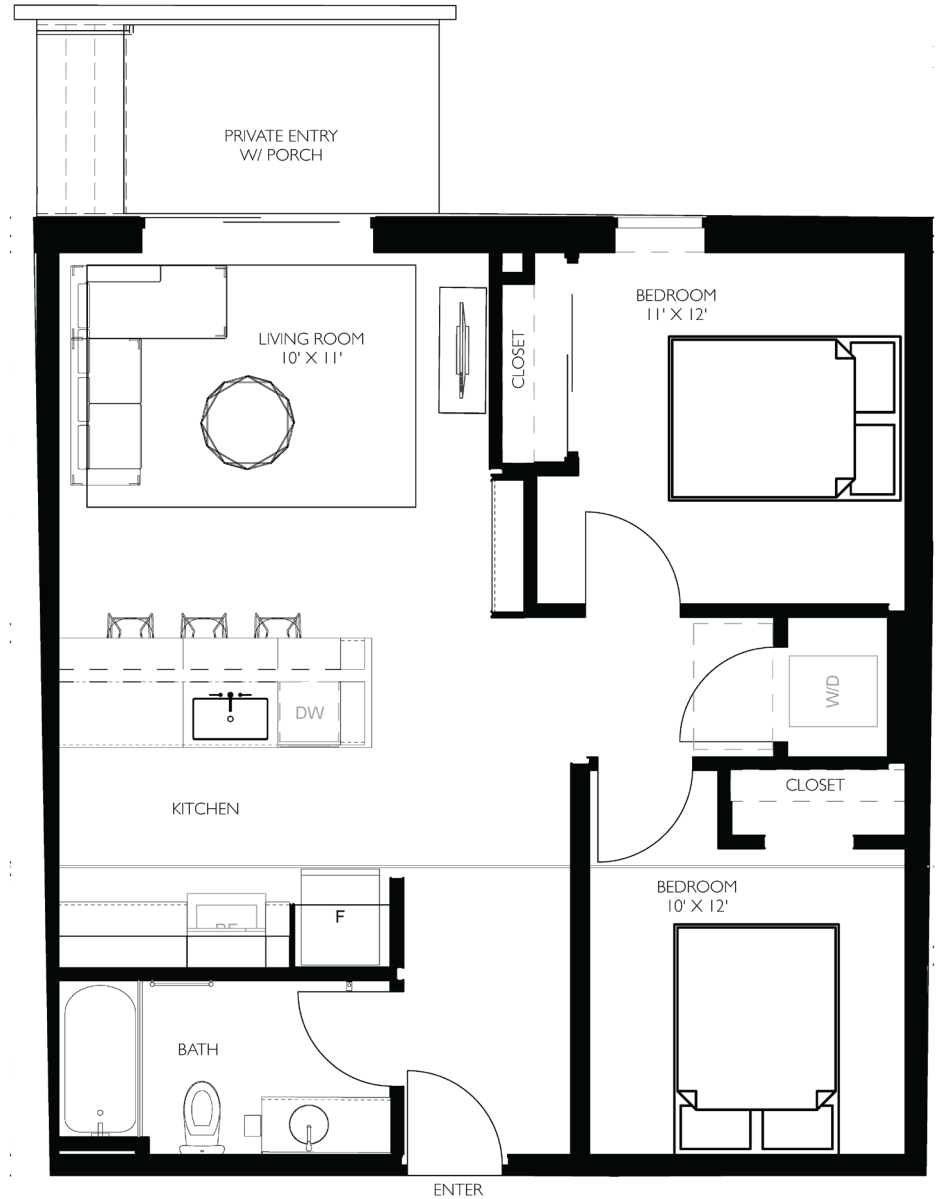 PRIVATE ENTRY
W/ PORCH
LIVING ROOM
10' X 11'
CLOSET
BEDROOM
11' X 12'
W/D
DW
CLOSET
KITCHEN
F
BEDROOM
10' X 12'
BATH
ENTER